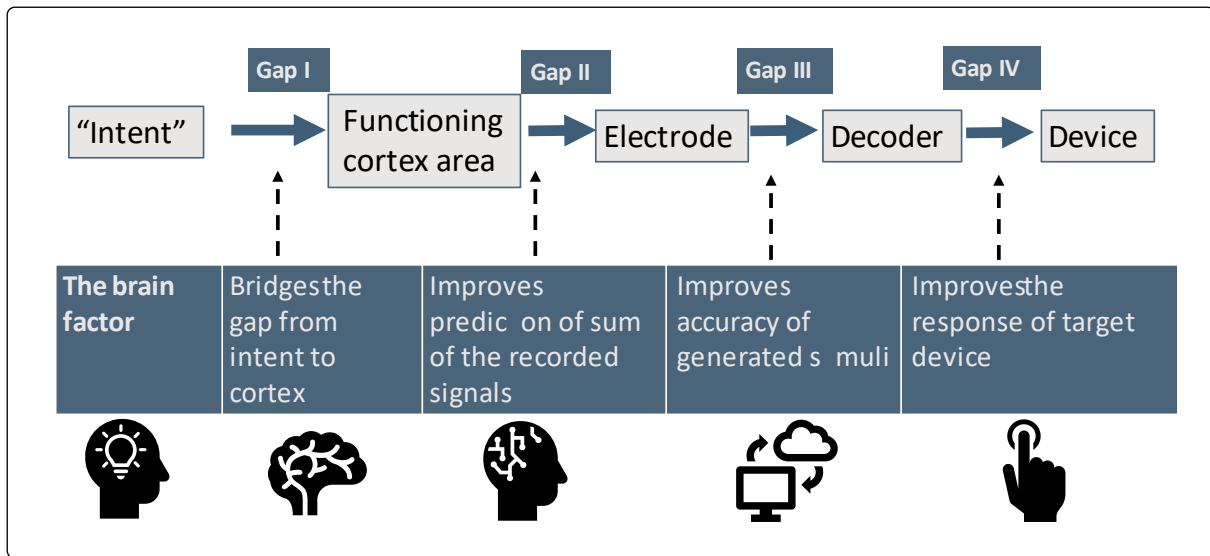 Gap I
Gap II
Gap III
Gap IV
“Intent”
Functioning
cortex area
Electrode
Decoder
Device
The brain
factor
Bridgesthe
gap from
intent to
cortex
Improves
predic on of sum
of the recorded
signals
Improves
accuracy of
generated s muli
Improvesthe
response of target
device